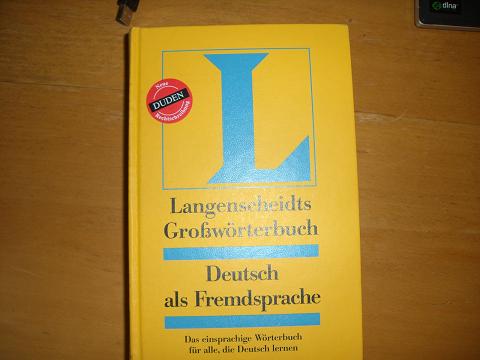 dlna
L
Neue
DUDEN
Rechtschreibung
Langenscheidts
Großwörterbuch
Deutsch
als Fremdsprache
Das einsprachige Wörterbuch
für alle, die Deutsch lernen